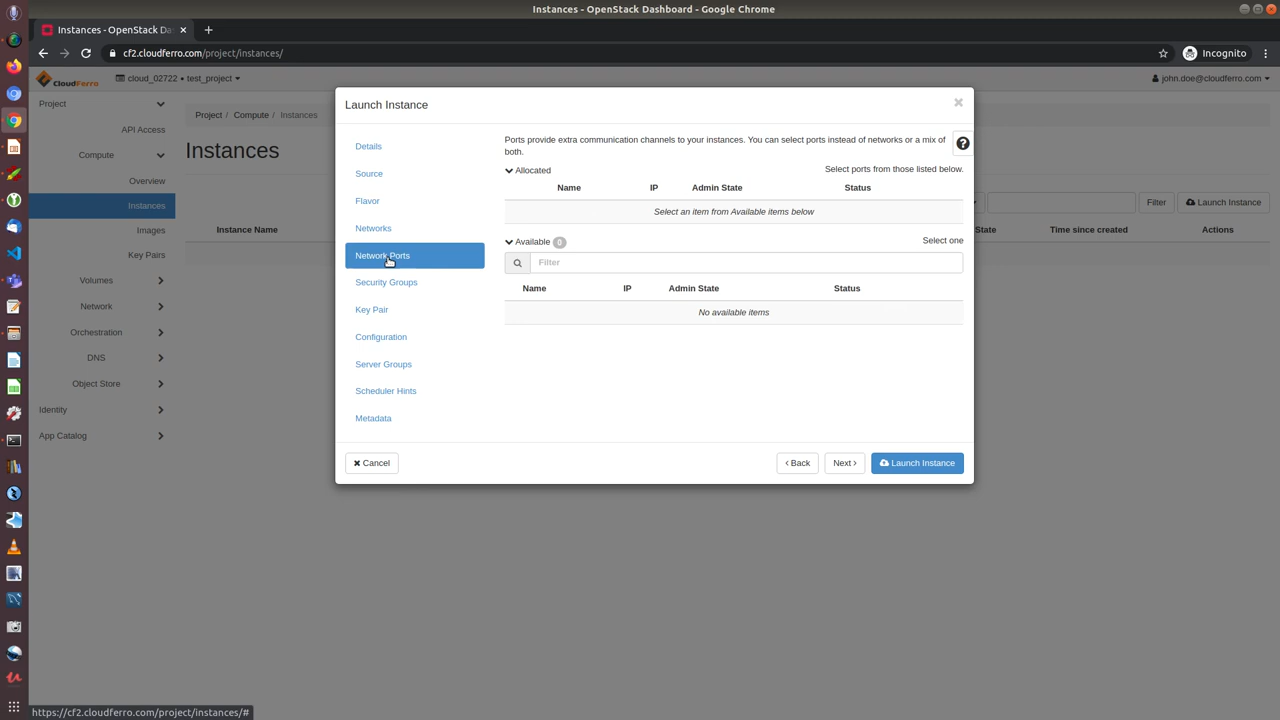 Instances - OpenStack Dashboard - Google Chrome
Instances - OpenStack Da
cf2.cloudferro.com/project/instances/
Incognito
CloudFerro
cloud_02722 • test_project
john.doe@cloudferro.com
Project
API Access
Compute
Overview
Instances
Images
Key Pairs
Volumes
Network
Orchestration
DNS
Object Store
Identity
App Catalog
Project / Compute / Instances
Instances
Filter
Launch Instance
Instance Name
State
Time since created
Actions
Launch Instance
Details
Source
Flavor
Networks
Network Ports
Security Groups
Key Pair
Configuration
Server Groups
Scheduler Hints
Metadata
Ports provide extra communication channels to your instances. You can select ports instead of networks or a mix of
both.
Allocated
Select ports from those listed below.
Name IP Admin State Status
Select an item from Available items below
Available 0
Select one
Filter
Name IP Admin State Status
No available items
Cancel
Back
Next
Launch Instance
https://cf2.cloudferro.com/project/instances/#